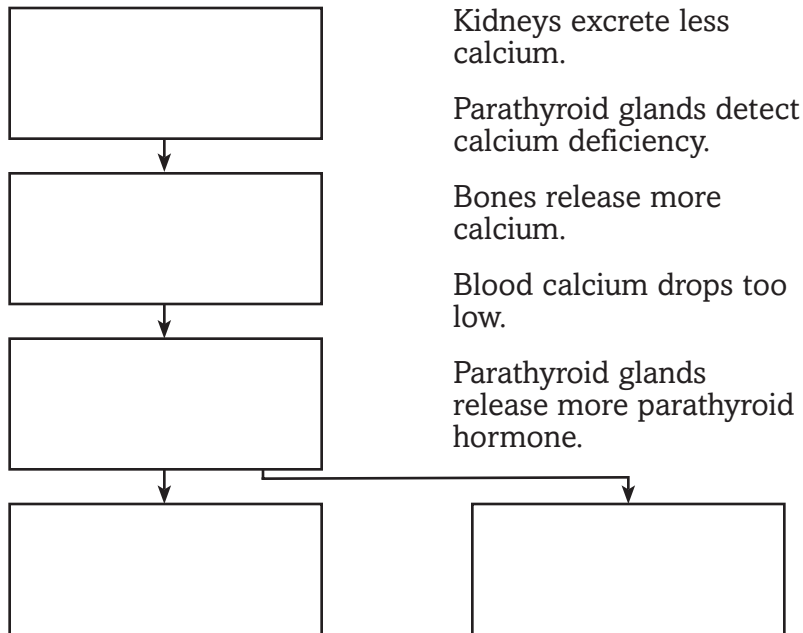 Kidneys excrete less
calcium.
Parathyroid glands detect
calcium deficiency.
Bones release more
calcium.
Blood calcium drops too
low.
Parathyroid glands
release more parathyroid
hormone.